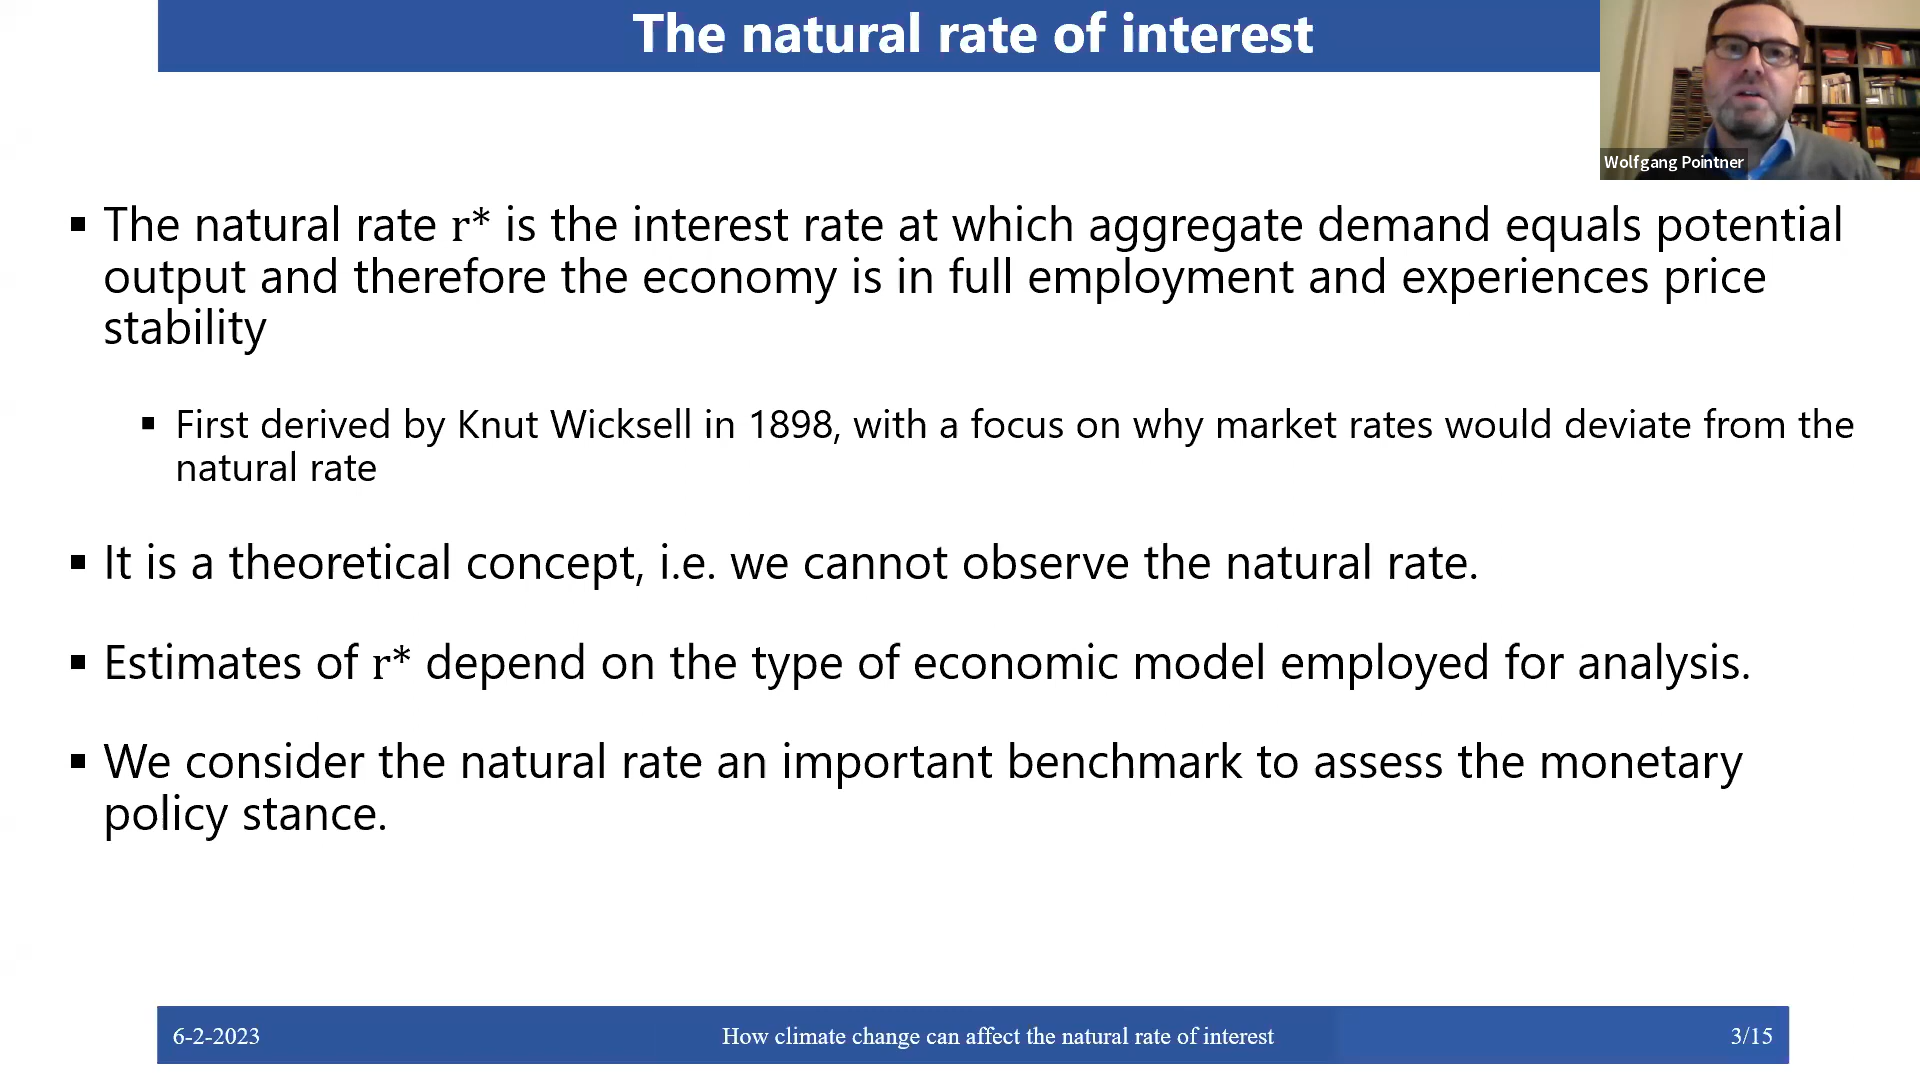 The natural rate of interest
Wolfgang Pointner
▪ The natural rate r* is the interest rate at which aggregate demand equals potential
output and therefore the economy is in full employment and experiences price
stability
▪ First derived by Knut Wicksell in 1898, with a focus on why market rates would deviate from the
natural rate
▪ It is a theoretical concept, i.e. we cannot observe the natural rate.
▪ Estimates of r* depend on the type of economic model employed for analysis.
▪ We consider the natural rate an important benchmark to assess the monetary
policy stance.
6-2-2023 How climate change can affect the natural rate of interest 3/15